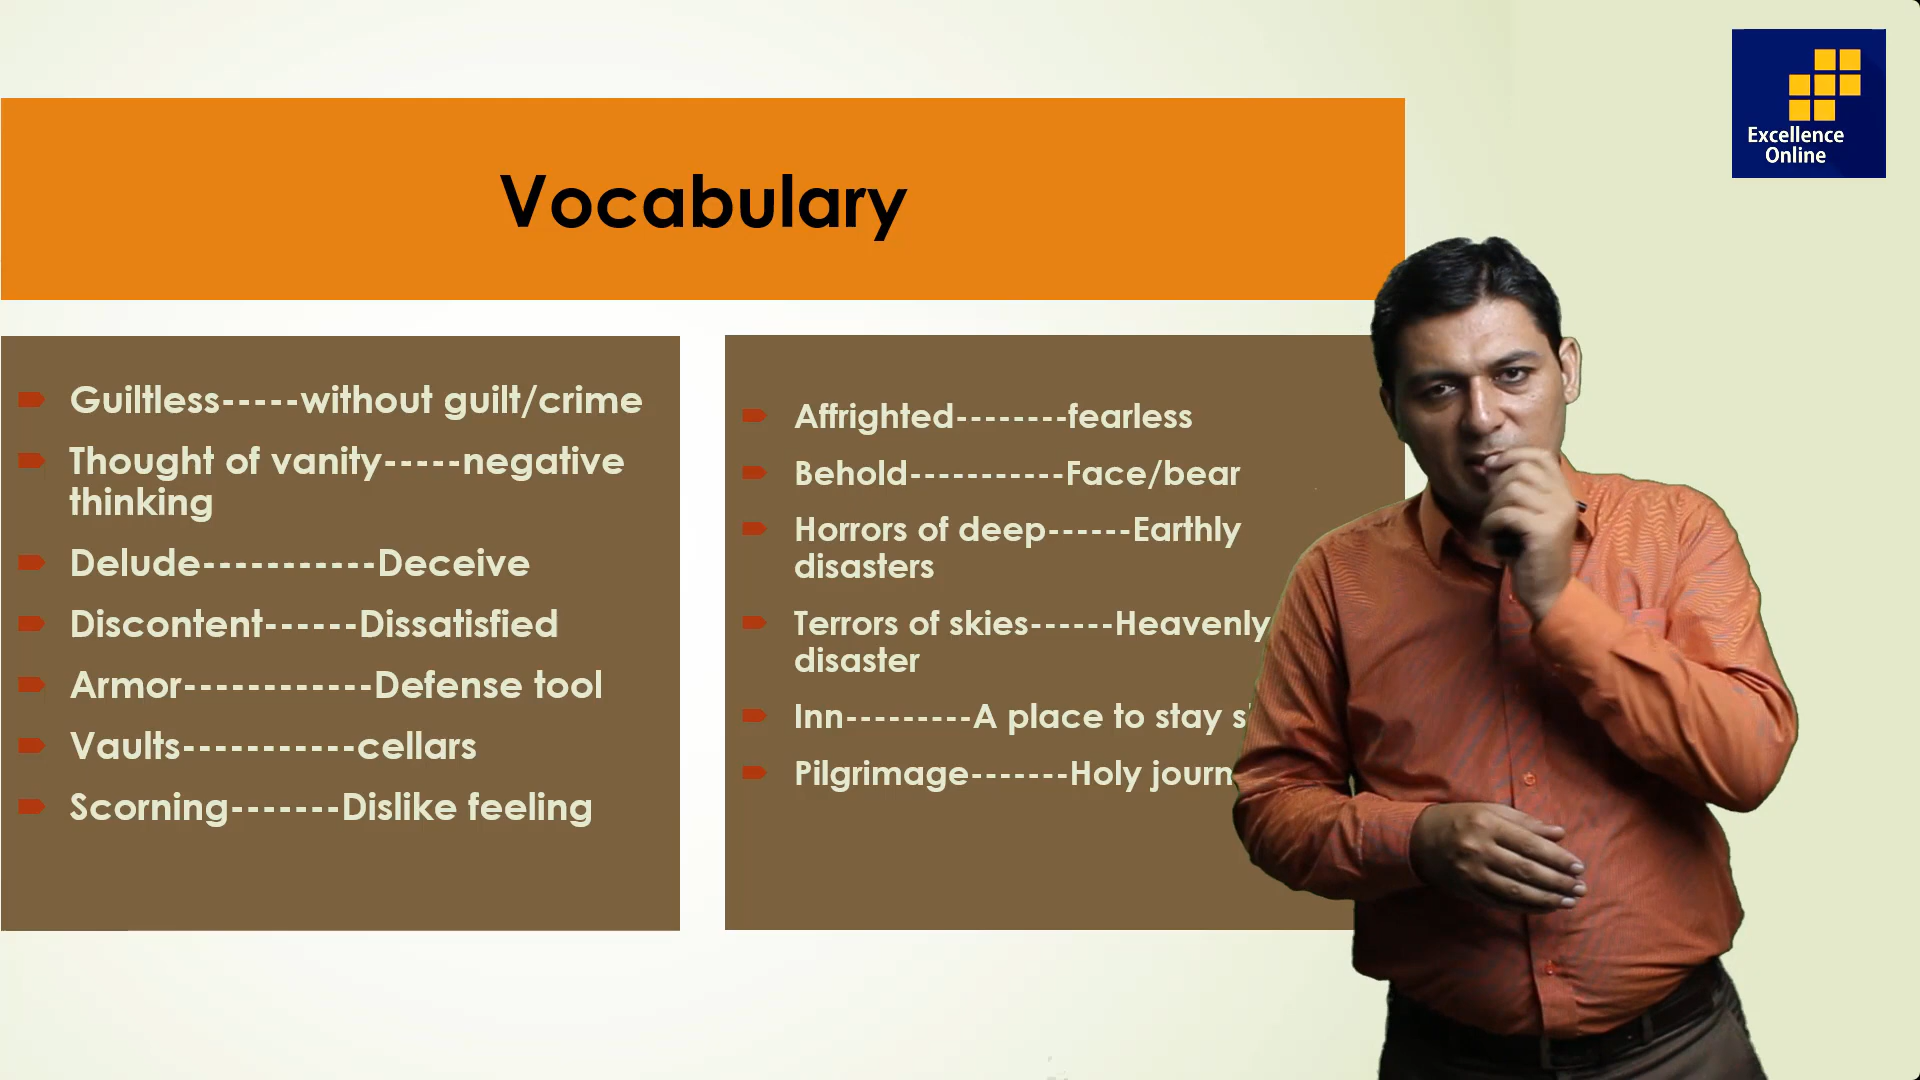 Excellence
Online
Vocabulary
Guiltless-----without guilt/crime
Thought of vanity-----negative
thinking
Delude-----------Deceive
Discontent------Dissatisfied
Armor------------Defense tool
Vaults-----------cellars
Scorning-------Dislike feeling
Affrighted--------fearless
Behold-----------Face/bear
Horrors of deep------Earthly
disasters
Terrors of skies------Heavenly
disaster
Inn---------A place to stay
Pilgrimage-------Holy